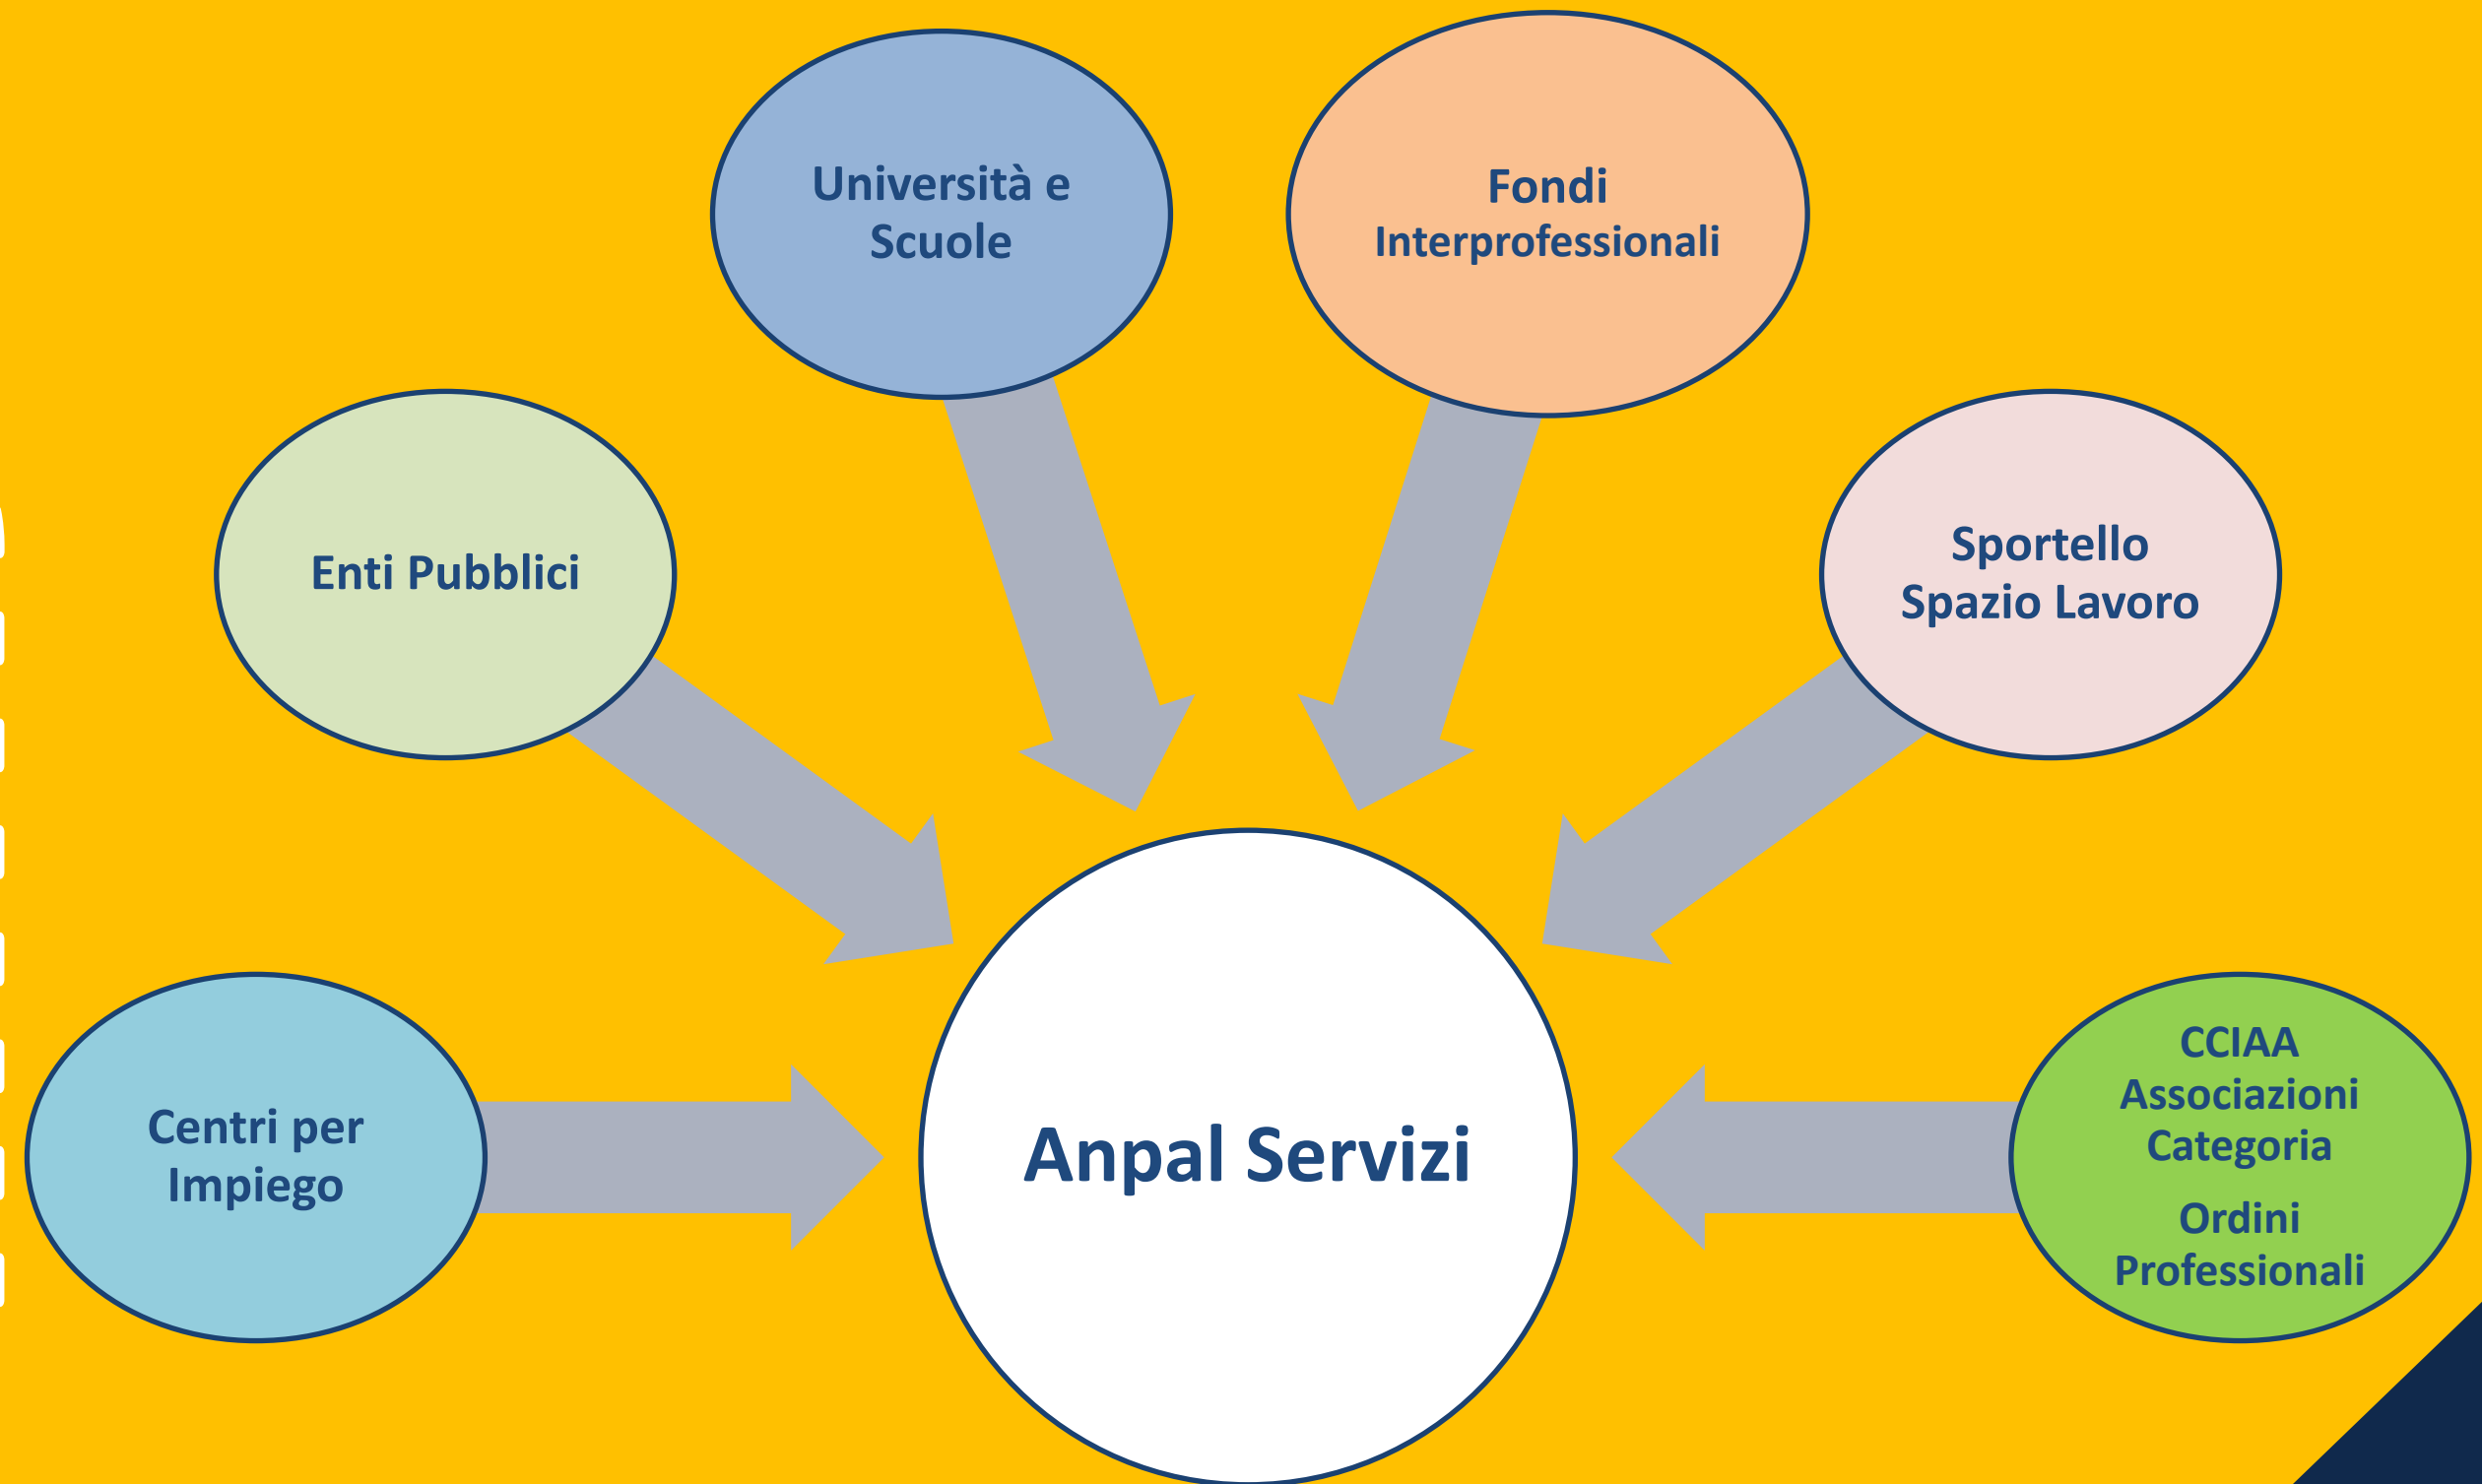 Università e
Scuole
Fondi
Interprofessionali
Enti Pubblici
Sportello
Spazio Lavoro
Centri per
Impiego
Anpal Servizi
CCIAA
Associazioni
Categoria
Ordini
Professionali